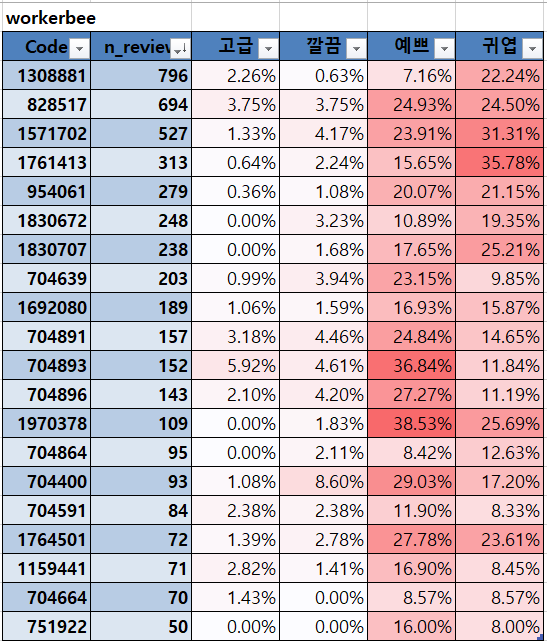 workerbee
Code n_review 고급 깔끔 예쁘 귀엽
1308881 796 2.26% 0.63% 7.16% 22.24%
828517 694 3.75% 3.75% 24.93% 24.50%
1571702 527 1.33% 4.17% 23.91% 31.31%
1761413 313 0.64% 2.24% 15.65% 35.78%
954061 279 0.36% 1.08% 20.07% 21.15%
1830672 248 0.00% 3.23% 10.89% 19.35%
1830707 238 0.00% 1.68% 17.65% 25.21%
704639 203 0.99% 3.94% 23.15% 9.85%
1692080 189 1.06% 1.59% 16.93% 15.87%
704891 157 3.18% 4.46% 24.84% 14.65%
704893 152 5.92% 4.61% 36.84% 11.84%
704896 143 2.10% 4.20% 27.27% 11.19%
1970378 109 0.00% 1.83% 38.53% 25.69%
704864 95 0.00% 2.11% 8.42% 12.63%
704400 93 1.08% 8.60% 29.03% 17.20%
704591 84 2.38% 2.38% 11.90% 8.33%
1764501 72 1.39% 2.78% 27.78% 23.61%
1159441 71 2.82% 1.41% 16.90% 8.45%
704664 70 1.43% 0.00% 8.57% 8.57%
751922 50 0.00% 0.00% 16.00% 8.00%